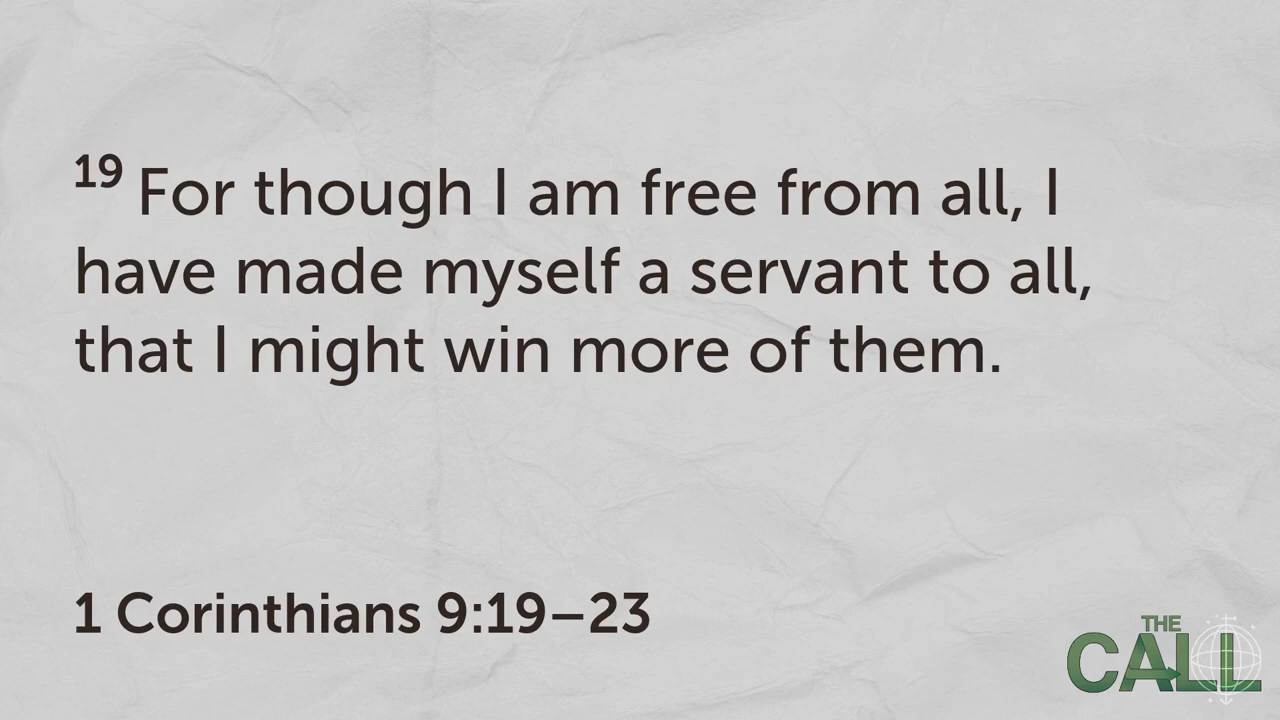 19 For though I am free from all, I
have made myself a servant to all,
that I might win more of them.
1 Corinthians 9:19–23
THE
CALL